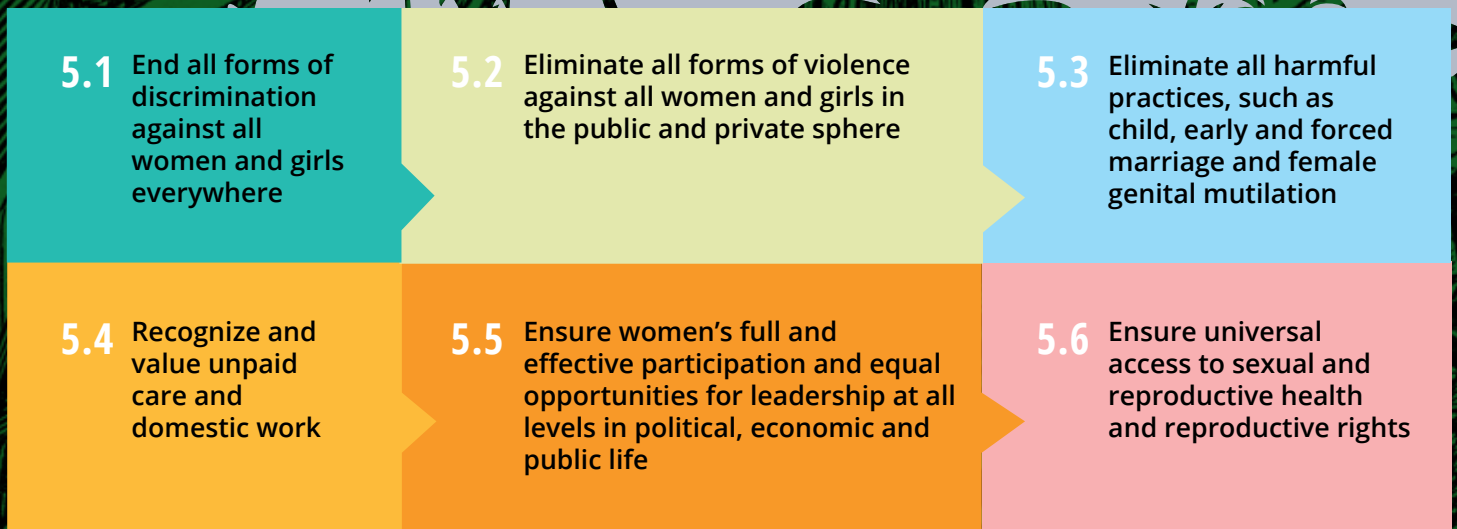 5.1 End all forms of
discrimination
against all
women and girls
everywhere
5.2 Eliminate all forms of violence
against all women and girls in
the public and private sphere
5.3 Eliminate all harmful
practices, such as
child, early and forced
marriage and female
genital mutilation
5.4 Recognize and
value unpaid
care and
domestic work
5.5 Ensure women’s full and
effective participation and equal
opportunities for leadership at all
levels in political, economic and
public life
5.6 Ensure universal
access to sexual and
reproductive health
and reproductive rights